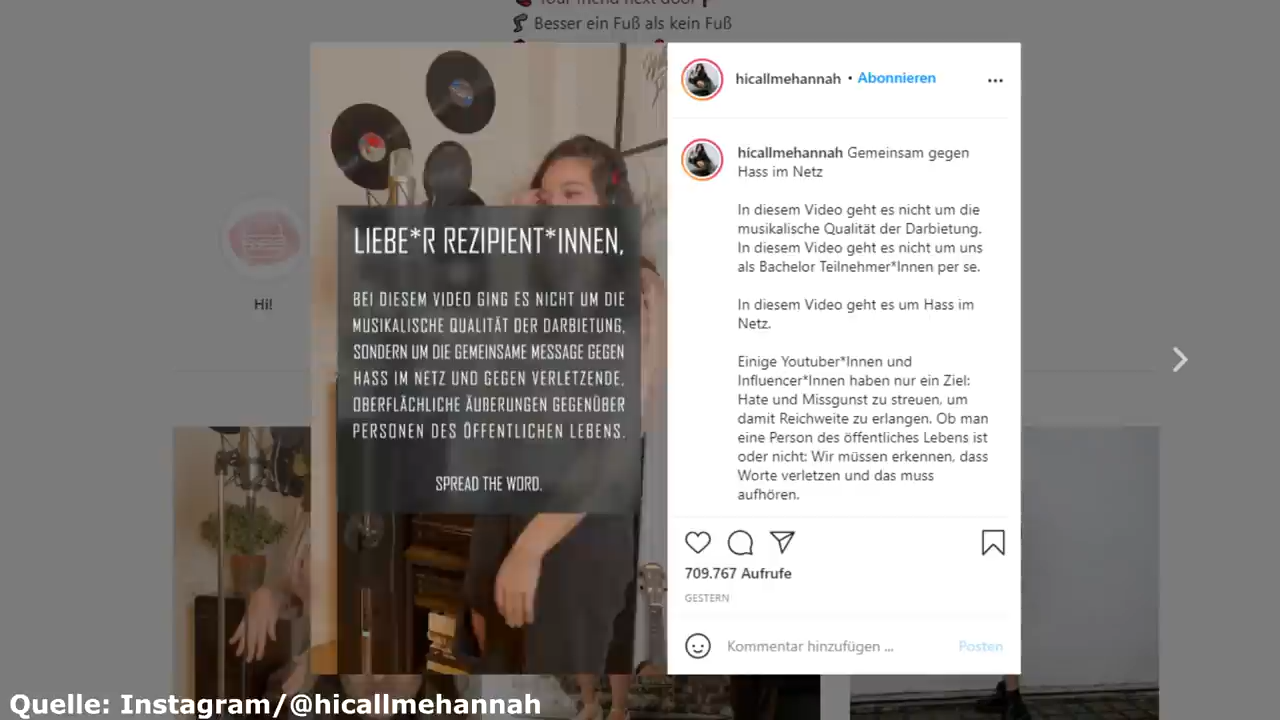 Your friend next door
Besser ein Fuß als kein Fuß
Hi!
LIEBE*R REZIPIENT*INNEN,
BEI DIESEM VIDEO GING ES NICHT UM DIE
MUSIKALISCHE QUALITÄT DER DARBIETUNG,
SONDERN UM DIE GEMEINSAME MESSAGE GEGEN
HASS IM NETZ UND GEGEN VERLETZENDE,
OBERFLÄCHLICHE ÄUßERUNGEN GEGENÜBER
PERSONEN DES ÖFFENTLICHEN LEBENS.
SPREAD THE WORD.
hicallmehannah • Abonnieren
hicallmehannah Gemeinsam gegen
Hass im Netz
In diesem Video geht es nicht um die
musikalische Qualität der Darbietung.
In diesem Video geht es nicht um uns
als Bachelor Teilnehmer*Innen per se.
In diesem Video geht es um Hass im
Netz.
Einige Youtuber*Innen und
Influencer*Innen haben nur ein Ziel:
Hate und Missgunst zu streuen, um
damit Reichweite zu erlangen. Ob man
eine Person des öffentliches Lebens ist
oder nicht: Wir müssen erkennen, dass
Worte verletzen und das muss
aufhören.
709.767 Aufrufe
GESTERN
Kommentar hinzufügen ...
Posten
Quelle: Instagram/@hicallmehannah